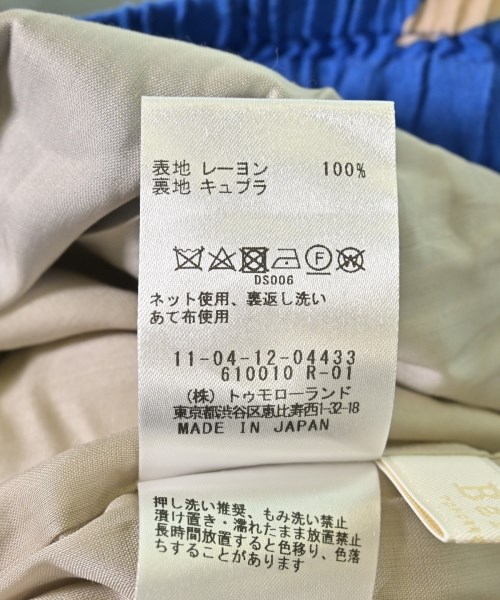 表地 レーヨン 100%
裏地 キュプラ
DS006
ネット使用、裏返し洗い
あて布使用
11-04-12-04433
610010 R-01
(株) トゥモローランド
東京都渋谷区恵比寿西1-32-18
MADE IN JAPAN
押し洗い推奨、もみ洗い禁止
漬け置き・濡れたまま放置禁止
長時間放置すると色移り、色落
ちすることがあります